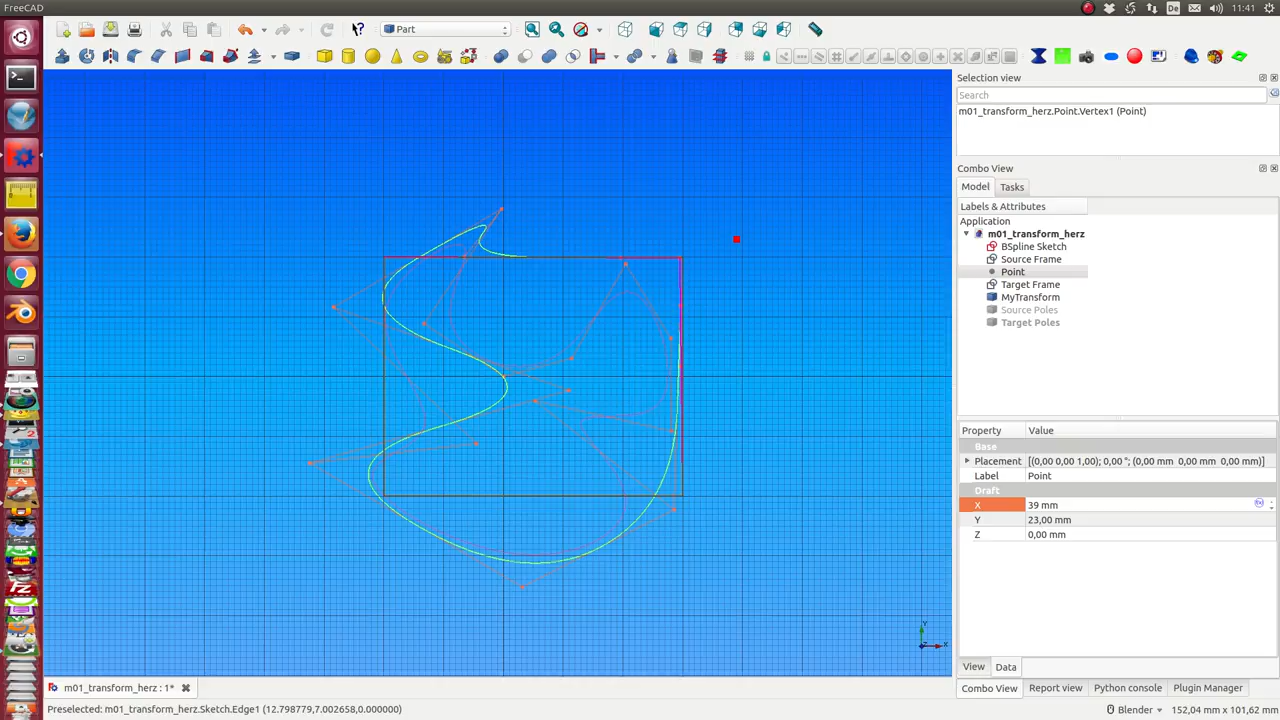 FreeCAD
De
11:41
Part
Selection view
Search
m01_transform_herz.Point.Vertex1 (Point)
Combo View
Model
Tasks
Labels & Attributes
Application
m01_transform_herz
BSpline Sketch
Source Frame
Point
Target Frame
MyTransform
Source Poles
Target Poles
Property
Value
Base
Placement
[(0,00 0,00 1,00); 0,00 °; (0,00 mm  0,00 mm  0,00 mm)]
Label
Point
Draft
X
39 mm
Y
23,00 mm
Z
0,00 mm
Y
Z
X
View
Data
m01_transform_herz : 1*
Combo View
Report view
Python console
Plugin Manager
Preselected: m01_transform_herz.Sketch.Edge1 (12.798779,7.002658,0.000000)
Blender
152,04 mm x 101,62 mm